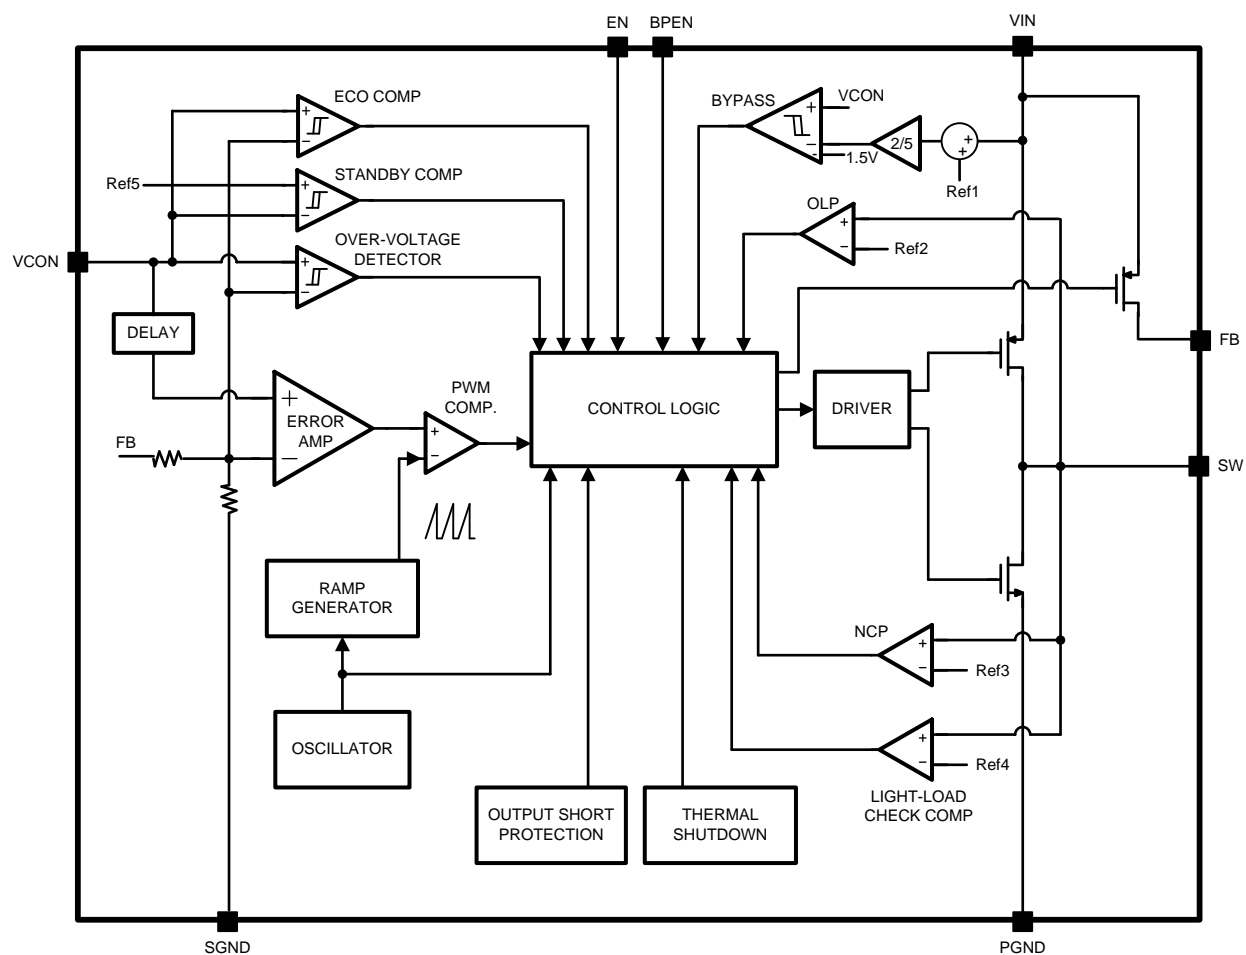 EN
BPEN
VIN
ECO COMP
+
−
BYPASS
+
VCON
−
-
1.5V
2/5
+
+
Ref1
Ref5
STANDBY COMP
+
−
OLP
+
−
Ref2
OVER-VOLTAGE
DETECTOR
+
−
VCON
DELAY
FB
PWM
COMP.
+
−
ERROR
AMP
+
−
CONTROL LOGIC
DRIVER
FB
SW
RAMP
GENERATOR
NCP
+
−
Ref3
OSCILLATOR
+
−
Ref4
LIGHT-LOAD
CHECK COMP
OUTPUT SHORT
PROTECTION
THERMAL
SHUTDOWN
SGND
PGND